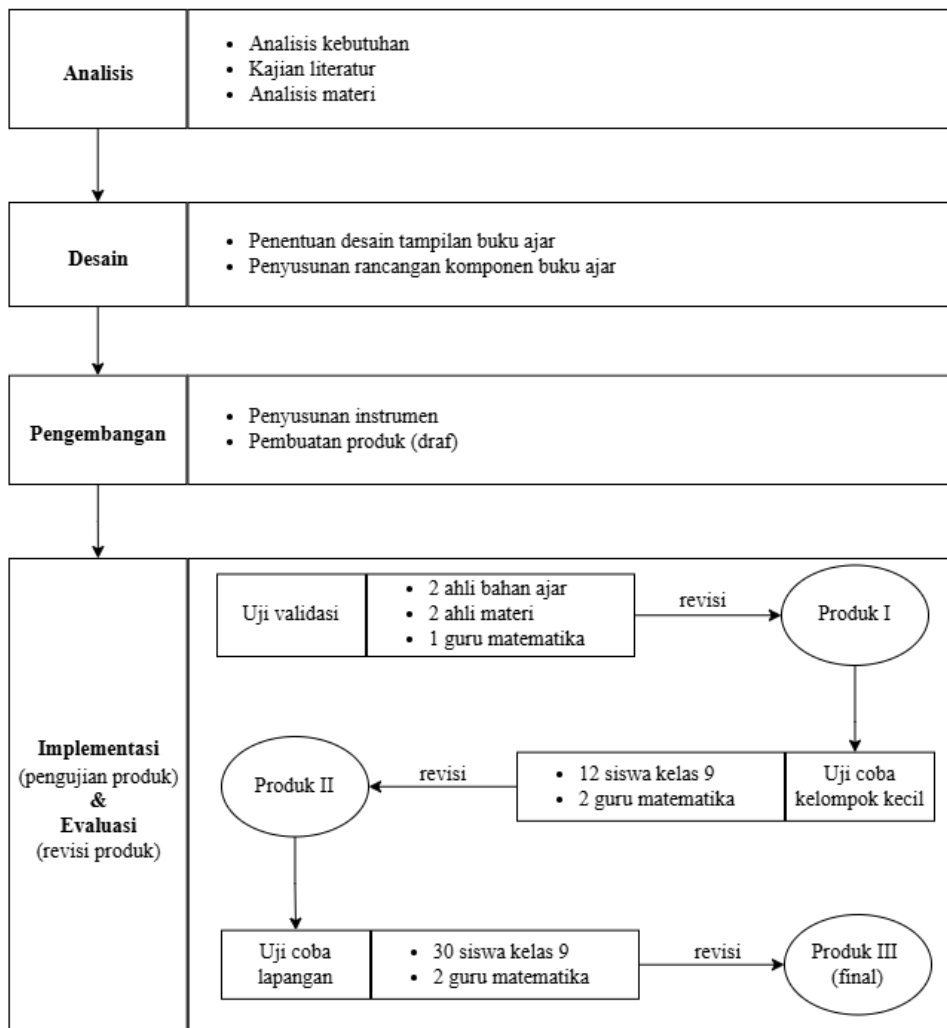 Analisis
• Analisis kebutuhan
• Kajian literatur
• Analisis materi
Desain
• Penentuan desain tampilan buku ajar
• Penyusunan rancangan komponen buku ajar
Pengembangan
• Penyusunan instrumen
• Pembuatan produk (draf)
Implementasi
(pengujian produk)
&
Evaluasi
(revisi produk)
Uji validasi
• 2 ahli bahan ajar
• 2 ahli materi
• 1 guru matematika
revisi
Produk I
Uji coba
kelompok kecil
• 12 siswa kelas 9
• 2 guru matematika
revisi
Produk II
Uji coba
lapangan
• 30 siswa kelas 9
• 2 guru matematika
revisi
Produk III
(final)